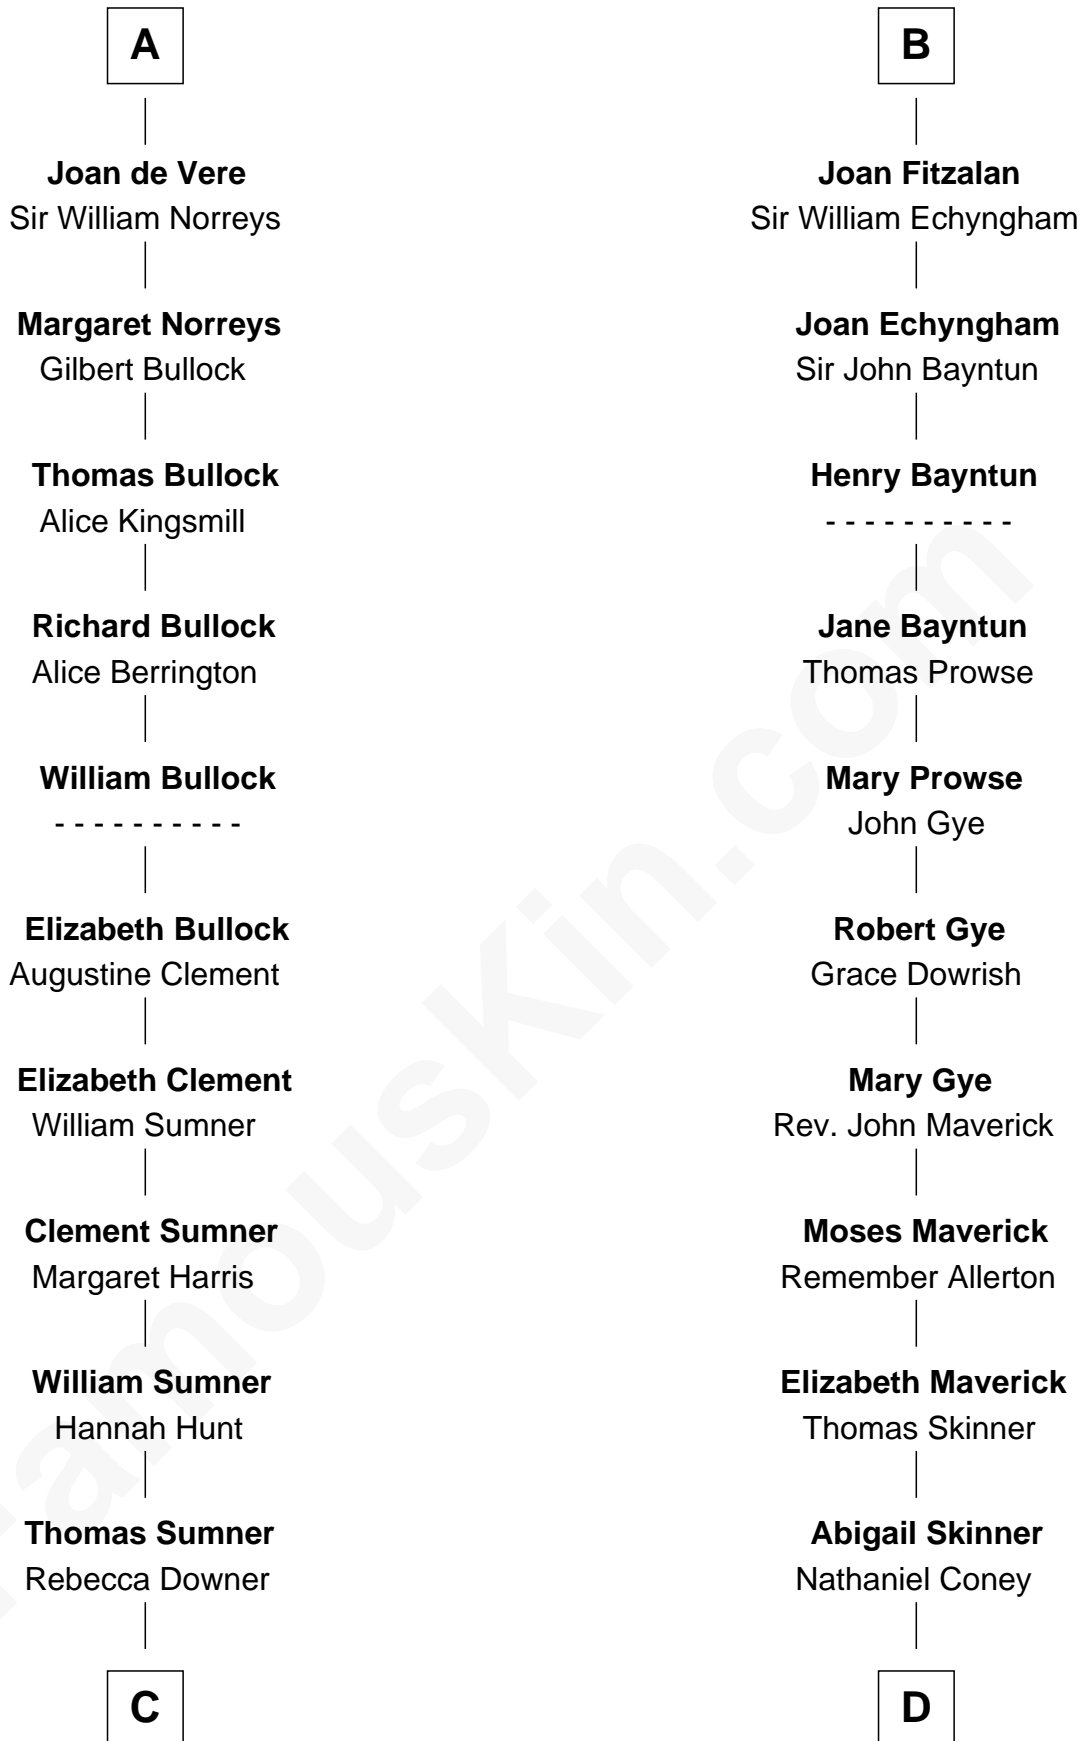 A
Joan de Vere
Sir William Norreys
Margaret Norreys
Gilbert Bullock
Thomas Bullock
Alice Kingsmill
Richard Bullock
Alice Berrington
William Bullock
- - - - - - - - - -
Elizabeth Bullock
Augustine Clement
Elizabeth Clement
William Sumner
Clement Sumner
Margaret Harris
William Sumner
Hannah Hunt
Thomas Sumner
Rebecca Downer
C
B
Joan Fitzalan
Sir William Echyngham
Joan Echyngham
Sir John Bayntun
Henry Bayntun
- - - - - - - - - -
Jane Bayntun
Thomas Prowse
Mary Prowse
John Gye
Robert Gye
Grace Dowrish
Mary Gye
Rev. John Maverick
Moses Maverick
Remember Allerton
Elizabeth Maverick
Thomas Skinner
Abigail Skinner
Nathaniel Coney
D
FamousKin.com